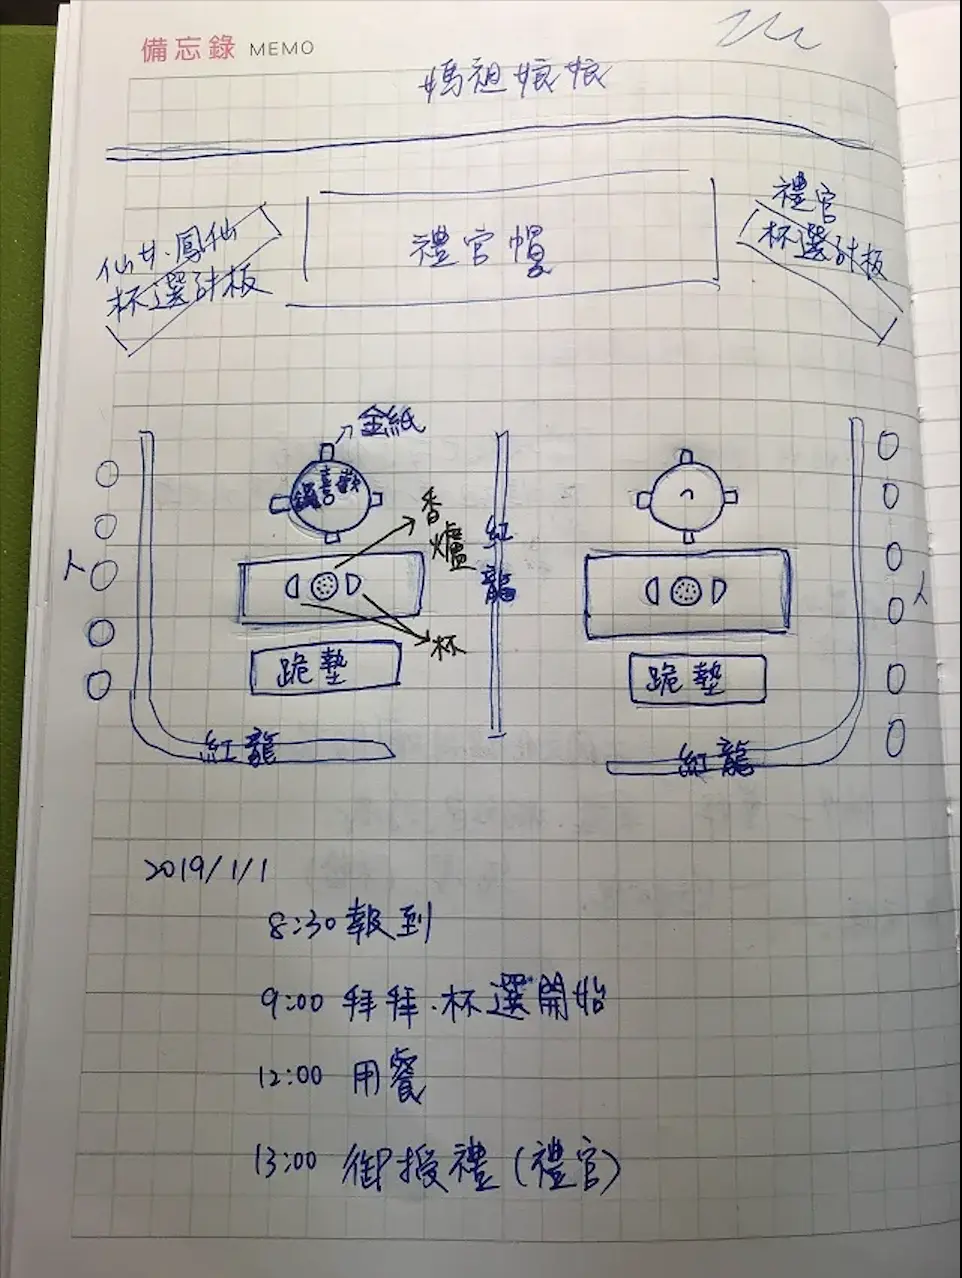 備忘錄 MEMO
媽祖娘娘
禮官
杯選計板
仙女.鳳仙
杯選計板
禮官帽
金紙
喜歡
香爐
紅龍
杯
跪墊
跪墊
紅龍
紅龍
人
人
2019/1/1
8:30 報到
9:00 拜拜.杯選開始
12:00 用餐
13:00 御授禮(禮官)